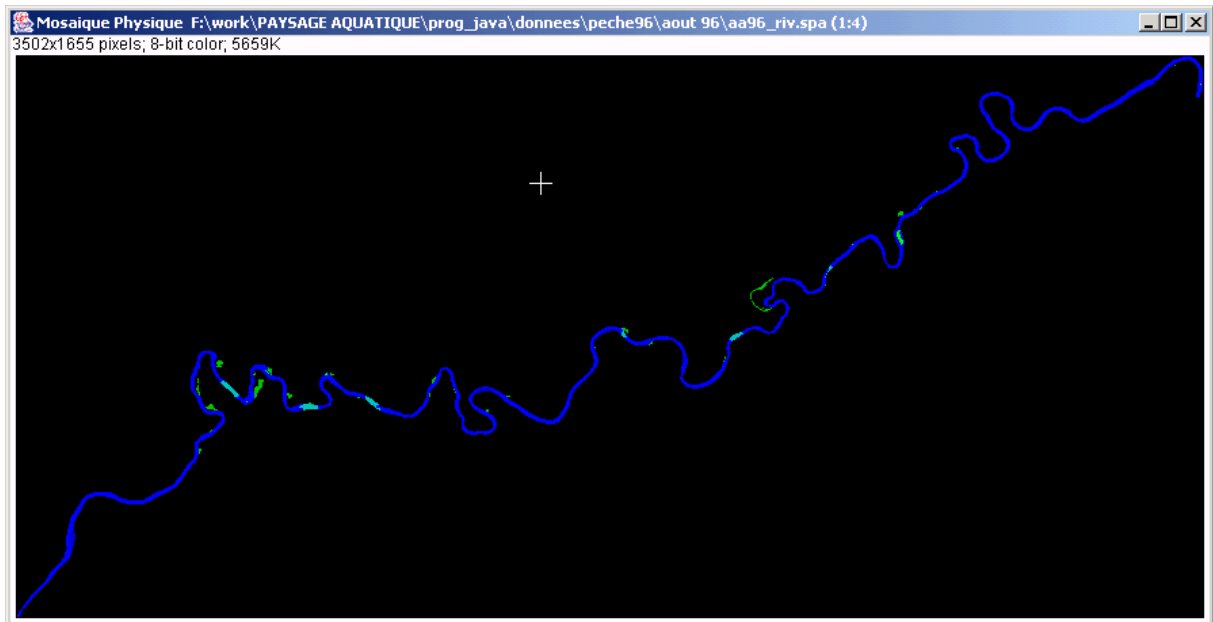 Mosaique Physique F:\work\PAYSAGE AQUATIQUE\prog_java\donnees\peche96\aout 96\aa96_riv.spa (1:4)
3502x1655 pixels; 8-bit color; 5659K